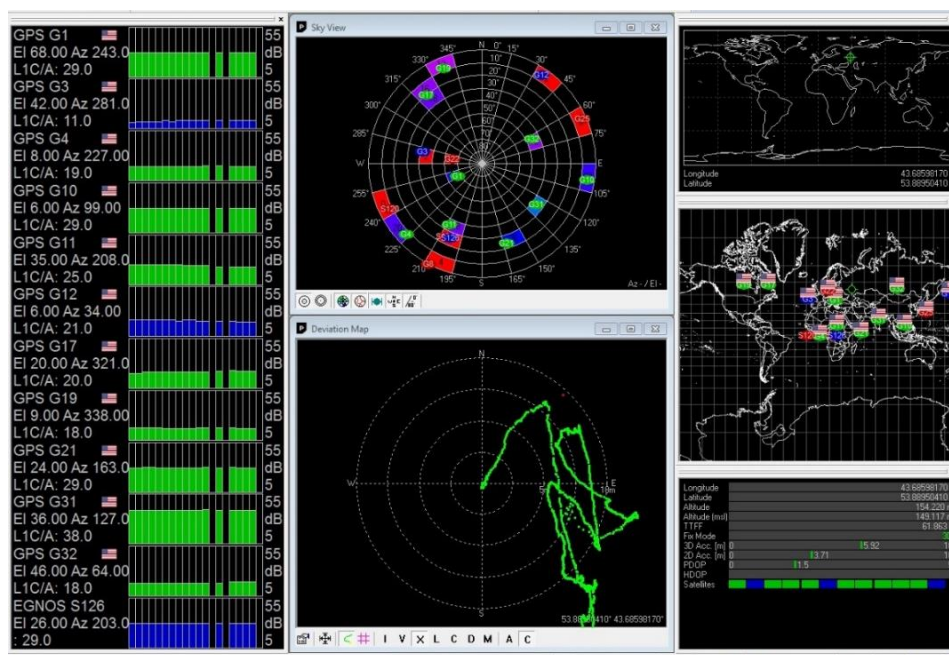 GPS G1
55
El 68.00 Az 243.0
dB
L1C/A: 29.0
5
GPS G3
55
El 42.00 Az 281.0
dB
L1C/A: 11.0
5
GPS G4
55
El 8.00 Az 227.00
dB
L1C/A: 19.0
5
GPS G10
55
El 6.00 Az 99.00
dB
L1C/A: 29.0
5
GPS G11
55
El 35.00 Az 208.0
dB
L1C/A: 25.0
5
GPS G12
55
El 6.00 Az 34.00
dB
L1C/A: 21.0
5
GPS G17
55
El 20.00 Az 321.0
dB
L1C/A: 20.0
5
GPS G19
55
El 9.00 Az 338.00
dB
L1C/A: 18.0
5
GPS G21
55
El 24.00 Az 163.0
dB
L1C/A: 29.0
5
GPS G31
55
El 36.00 Az 127.0
dB
L1C/A: 38.0
5
GPS G32
55
El 46.00 Az 64.00
dB
L1C/A: 18.0
5
EGNOS S126
55
El 26.00 Az 203.0
dB
: 29.0
5
Sky View
345° N 0° 15°
330° 10° 30°
315° 20° 45°
30°
300° 40° 60°
50°
285° 60° 75°
70°
80
W E
255° 105°
240° 120°
225° 135°
210° 195° S 165°
G19
G12
G17
G25
G32
G3
G22
G1
G10
G31
S120
G4
G11
G21
Az - / El -
Deviation Map
N
W 5 10m E
S
43.68598170°
I V X L C D M A C
Longitude 43.68598170
Latitude 53.88950410
Longitude 43.68598170
Latitude 53.88950410
Altitude 154.220
Altitude (msl) 149.117
TTFF 61.863
Fix Mode
3D Acc. [m] 0 5.92
2D Acc. [m] 0 3.71
PDOP 0 1.5
HDOP
Satellites